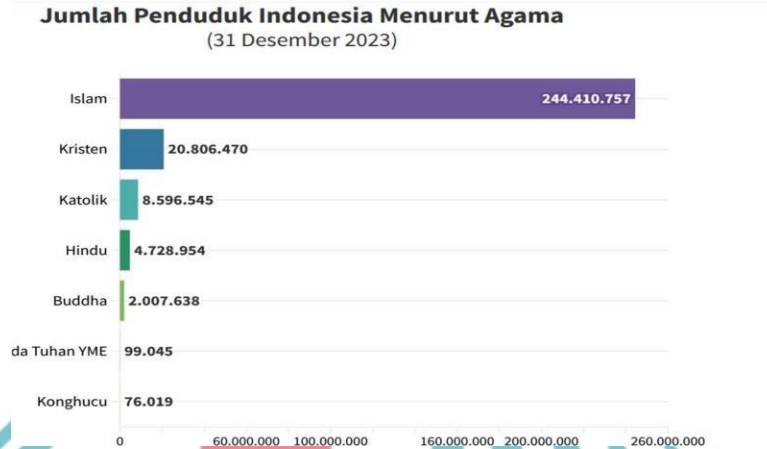 Jumlah Penduduk Indonesia Menurut Agama
(31 Desember 2023)
Islam 244.410.757
Kristen 20.806.470
Katolik 8.596.545
Hindu 4.728.954
Buddha 2.007.638
da Tuhan YME 99.045
Konghucu 76.019
0 60.000.000 100.000.000 160.000.000 200.000.000 260.000.000